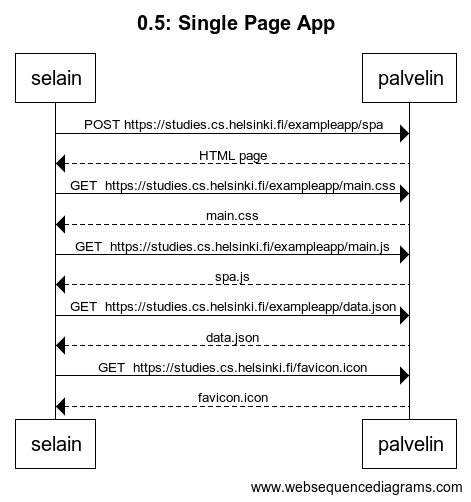 0.5: Single Page App
selain palvelin
POST https://studies.cs.helsinki.fi/exampleapp/spa
HTML page
GET https://studies.cs.helsinki.fi/exampleapp/main.css
main.css
GET https://studies.cs.helsinki.fi/exampleapp/main.js
spa.js
GET https://studies.cs.helsinki.fi/exampleapp/data.json
data.json
GET https://studies.cs.helsinki.fi/favicon.icon
favicon.icon
selain palvelin
www.websequencediagrams.com